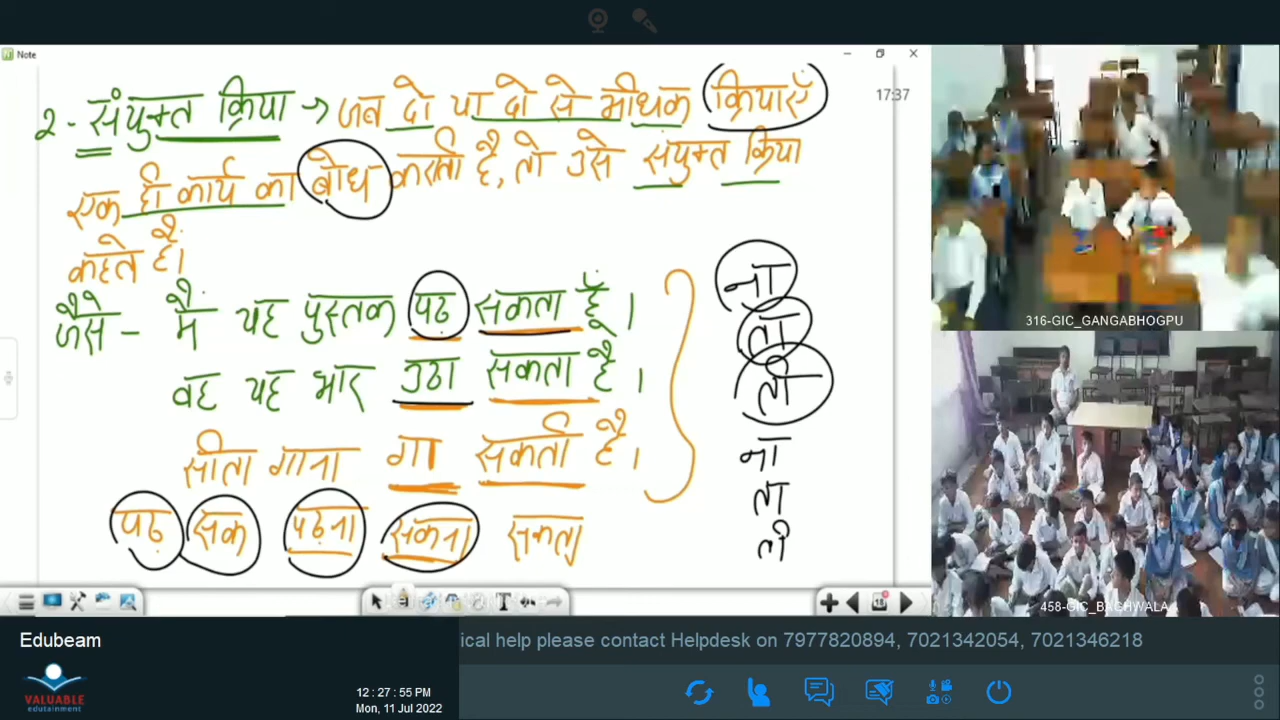 Note
17:37
2- संयुक्त क्रिया → जब दो या दो से अधिक क्रियाएँ
एक ही कार्य का बोध करती है, तो उसे संयुक्त क्रिया
कहते हैं।
जैसे - मैं यह पुस्तक पढ़ सकता हूँ।
वह यह भार उठा सकता है।
सीता गाना गा सकती है।
पढ़ सक पढ़ना सकना सकता
ना
ता
ती
ना
ता
ती
316-GIC_GANGABHOGPU
458-GIC_BAGHWALA
Edubeam
ical help please contact Helpdesk on 7977820894, 7021342054, 7021346218
VALUABLE
edutainment
12 : 27 : 55 PM
Mon, 11 Jul 2022